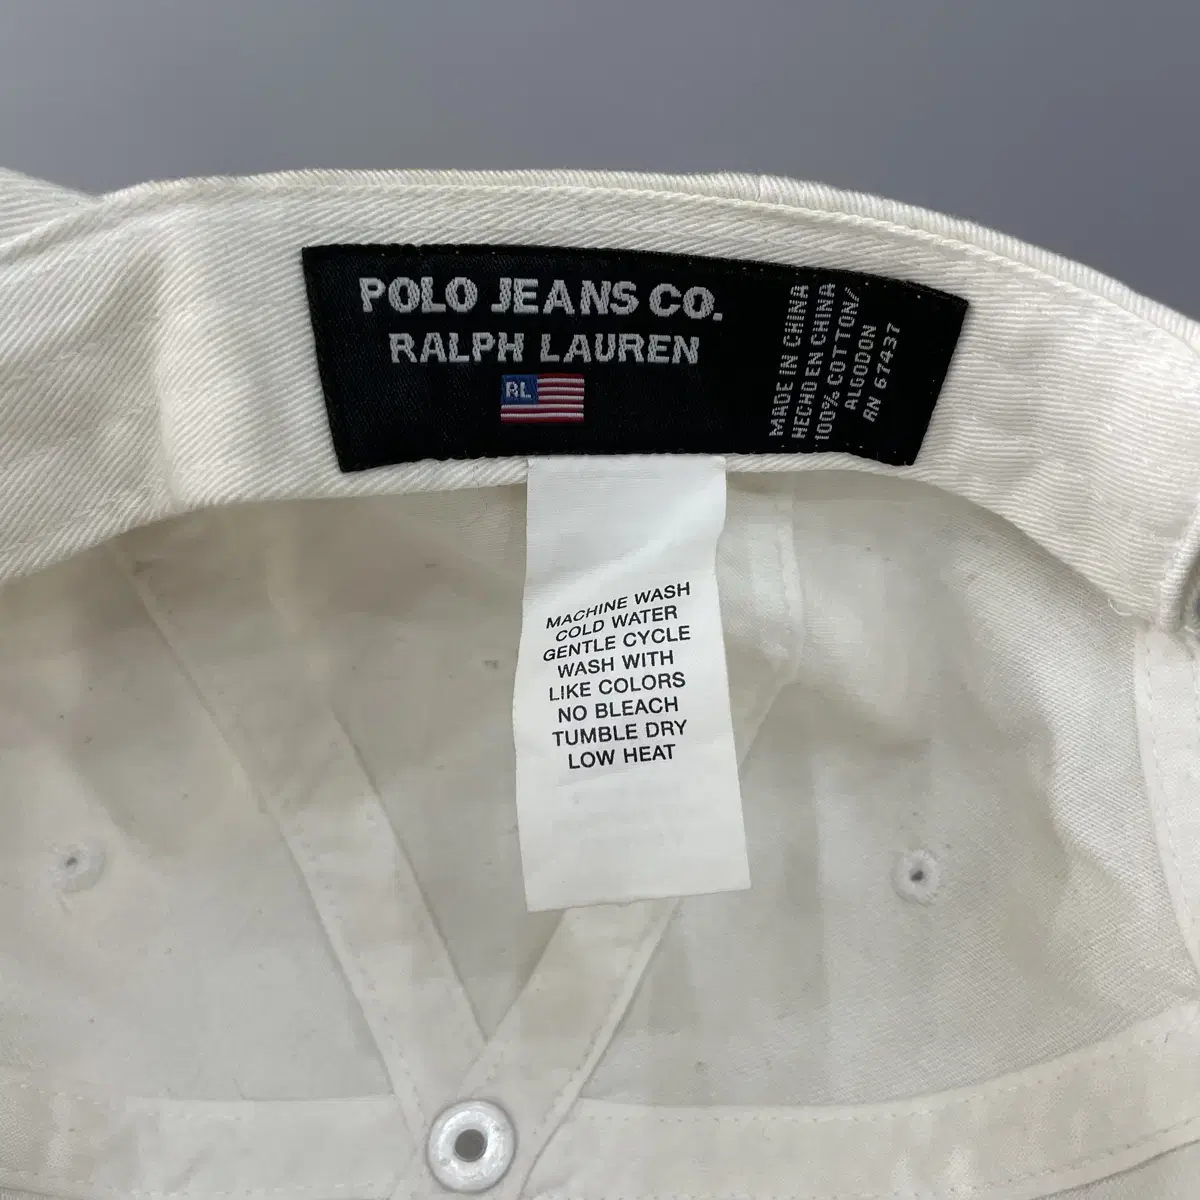 POLO JEANS CO.
RALPH LAUREN
RL
MADE IN CHINA
HECHO EN CHINA
100% COTTON/
ALGODON
RN 67437
MACHINE WASH
COLD WATER
GENTLE CYCLE
WASH WITH
LIKE COLORS
NO BLEACH
TUMBLE DRY
LOW HEAT